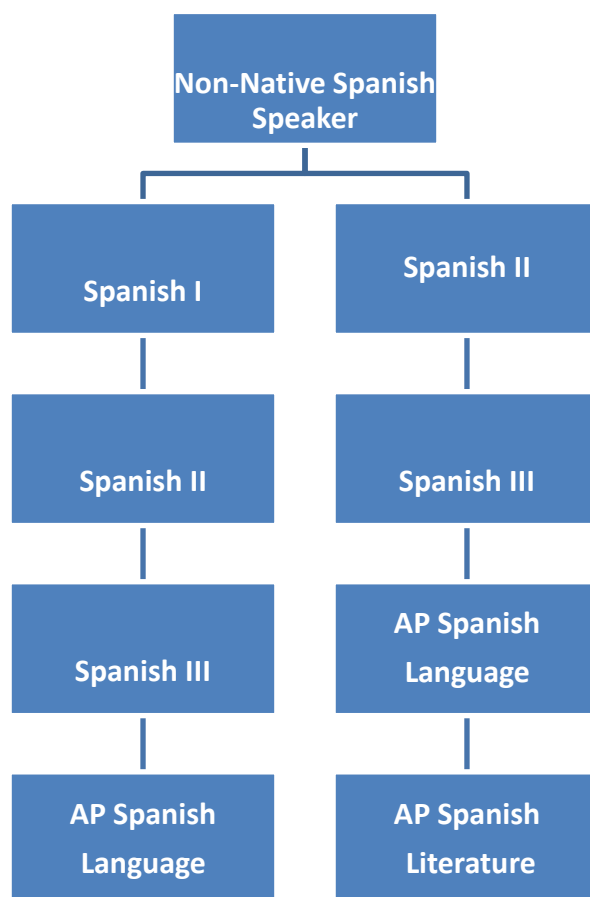 Non-Native Spanish
Speaker
Spanish I
Spanish II
Spanish II
Spanish III
Spanish III
AP Spanish
Language
AP Spanish
Language
AP Spanish
Literature